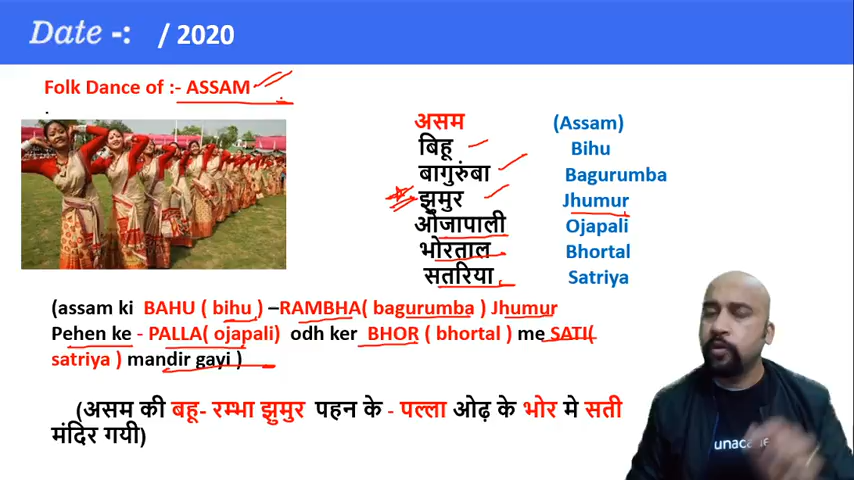 Date -: / 2020
Folk Dance of :- ASSAM
.
असम (Assam)
बिहू Bihu
बागुरुंबा Bagurumba
झुमुर Jhumur
ओजापाली Ojapali
भोरताल Bhortal
सतरिया Satriya
(assam ki BAHU ( bihu ) –RAMBHA( bagurumba ) Jhumur
Pehen ke - PALLA( ojapali) odh ker BHOR ( bhortal ) me SATI(
satriya ) mandir gayi )
(असम की बहू- रम्भा झुमुर पहन के - पल्ला ओढ़ के भोर मे सती
मंदिर गयी)